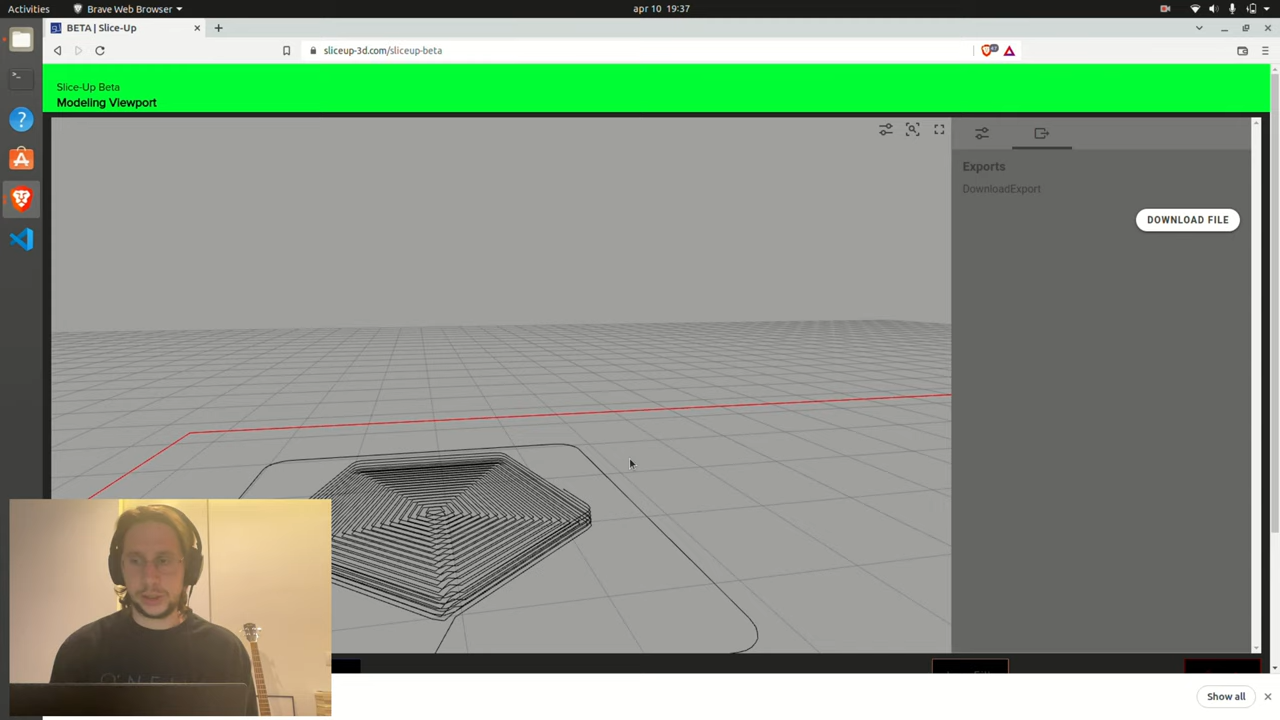 Activities
Brave Web Browser
apr 10 19:37
BETA | Slice-Up
sliceup-3d.com/sliceup-beta
Slice-Up Beta
Modeling Viewport
Exports
DownloadExport
DOWNLOAD FILE
Show all